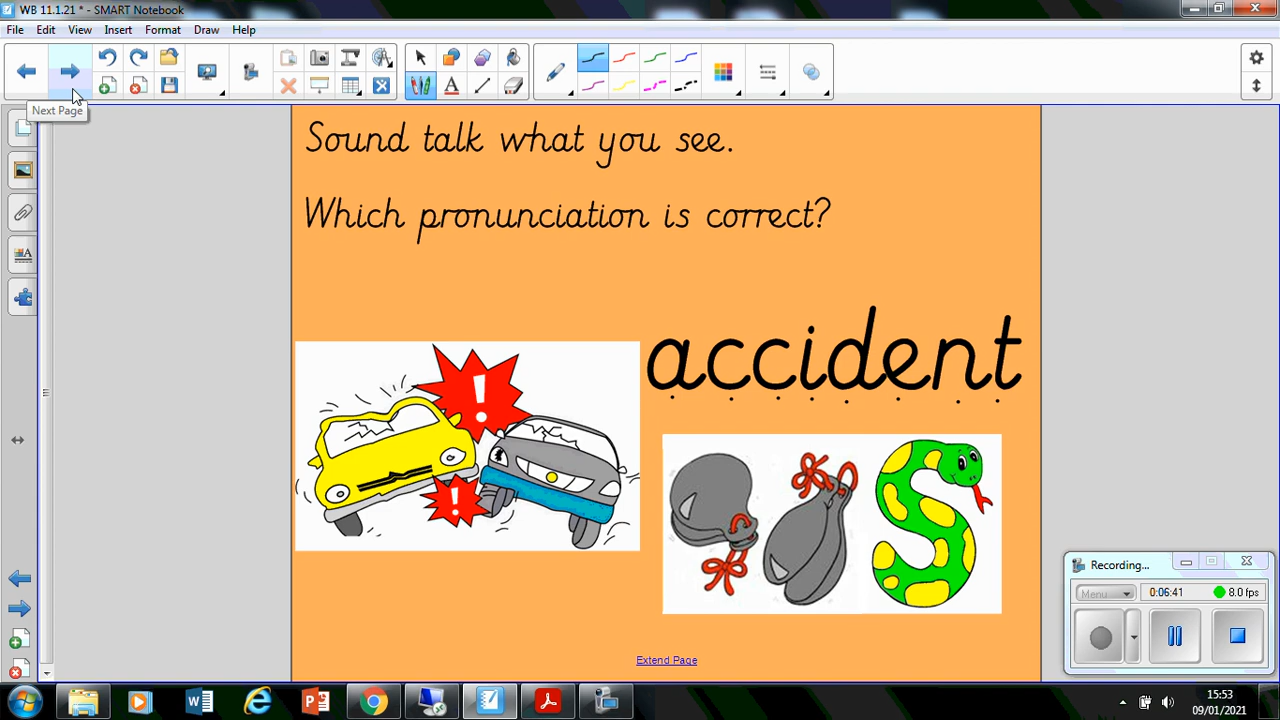 WB 11.1.21 * - SMART Notebook
File Edit View Insert Format Draw Help
Next Page
Sound talk what you see.
Which pronunciation is correct?
accident
!
!
Extend Page
Recording...
Menu
0:06:41
8.0 fps
15:53
09/01/2021